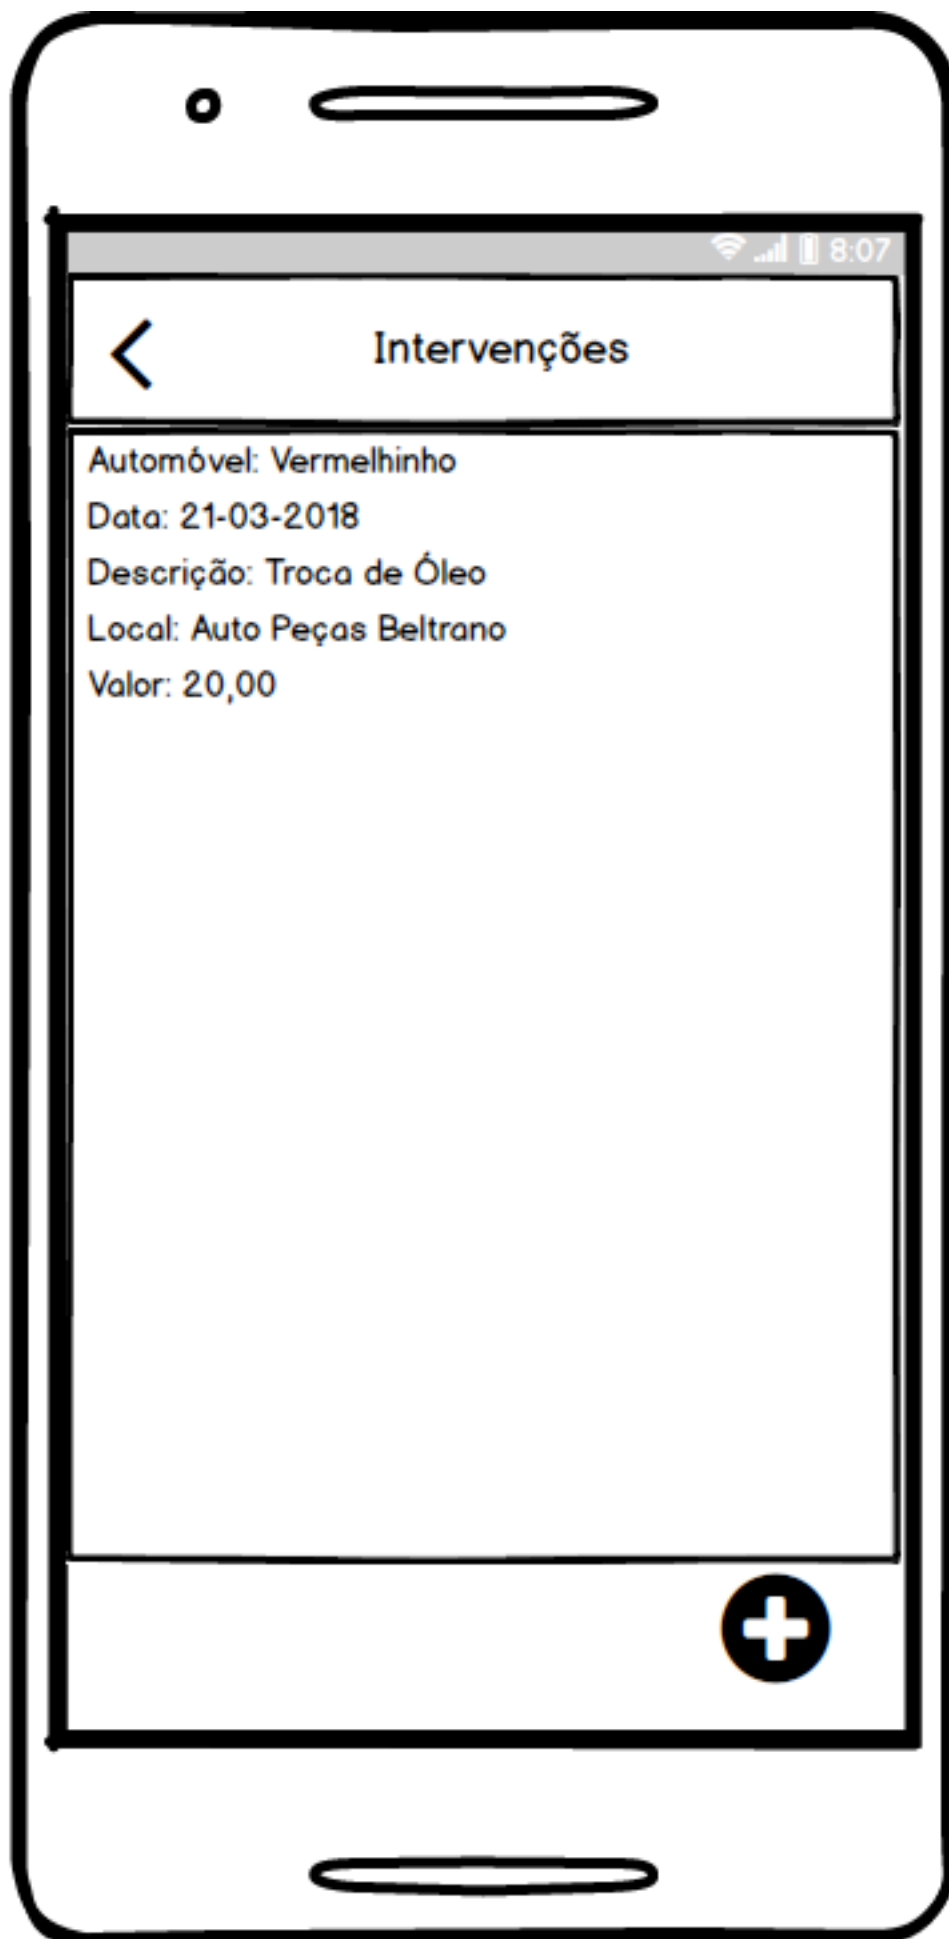 8:07
Intervenções
Automóvel: Vermelhinho
Data: 21-03-2018
Descrição: Troca de Óleo
Local: Auto Peças Beltrano
Valor: 20,00